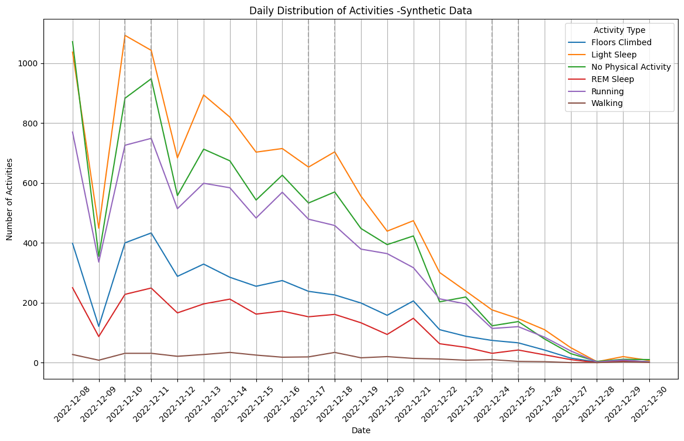 Daily Distribution of Activities -Synthetic Data
Activity Type
Floors Climbed
Light Sleep
No Physical Activity
REM Sleep
Running
Walking
Number of Activities
1000
800
600
400
200
0
2022-12-08
2022-12-09
2022-12-10
2022-12-11
2022-12-12
2022-12-13
2022-12-14
2022-12-15
2022-12-16
2022-12-17
2022-12-18
2022-12-19
2022-12-20
2022-12-21
2022-12-22
2022-12-23
2022-12-24
2022-12-25
2022-12-26
2022-12-27
2022-12-28
2022-12-29
2022-12-30
Date